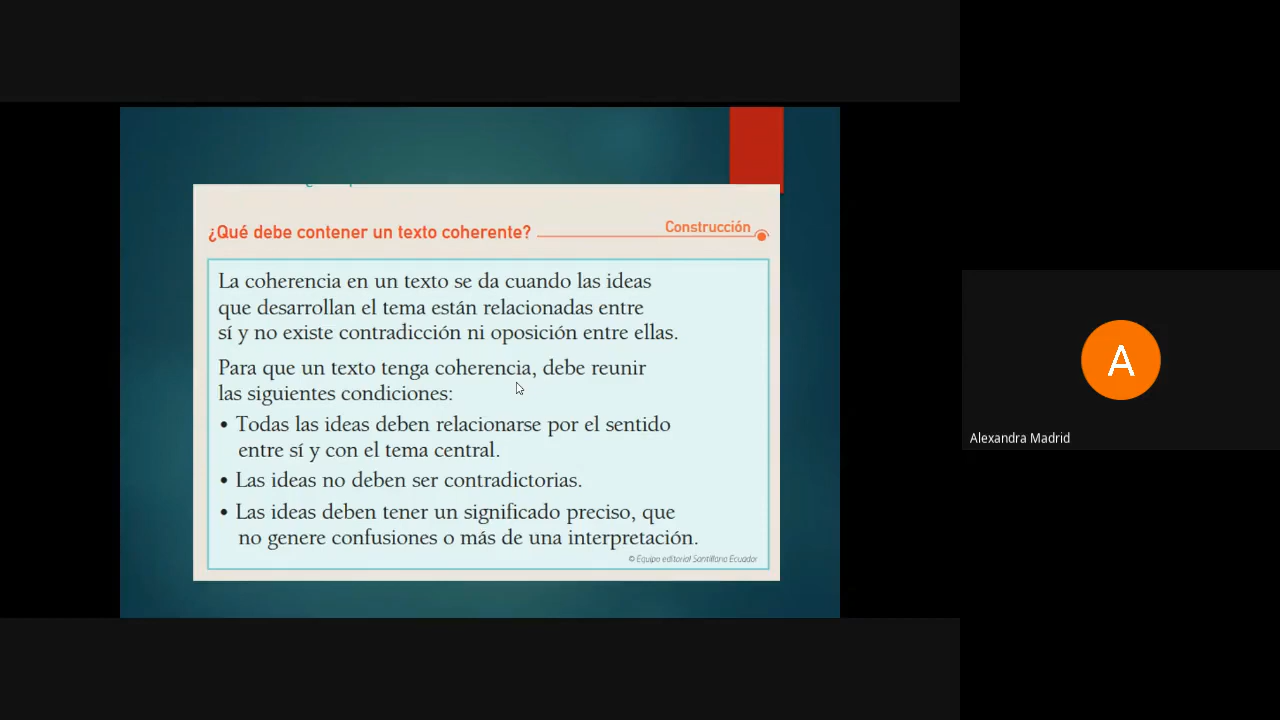 ¿Qué debe contener un texto coherente?
Construcción
La coherencia en un texto se da cuando las ideas
que desarrollan el tema están relacionadas entre
sí y no existe contradicción ni oposición entre ellas.
Para que un texto tenga coherencia, debe reunir
las siguientes condiciones:
• Todas las ideas deben relacionarse por el sentido
entre sí y con el tema central.
• Las ideas no deben ser contradictorias.
• Las ideas deben tener un significado preciso, que
no genere confusiones o más de una interpretación.
© Equipo editorial Santillana Ecuador
A
Alexandra Madrid